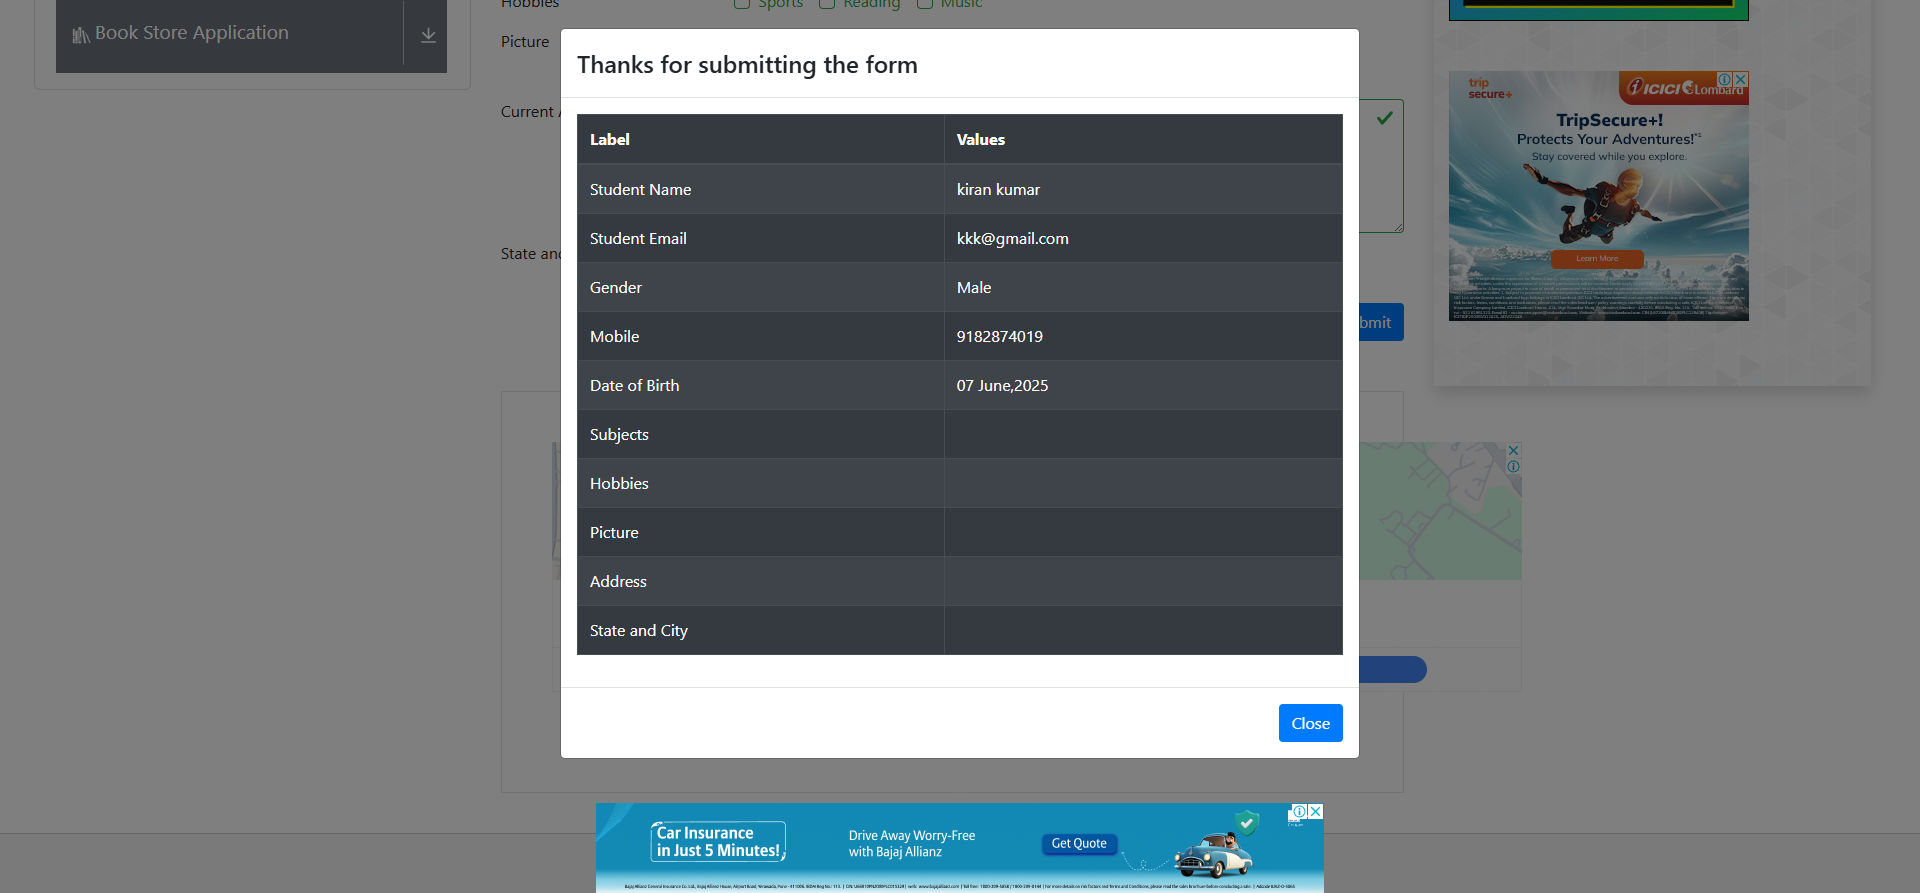 Hobbies
Sports
Reading
Music
Book Store Application
Picture
Thanks for submitting the form
Current
Label Values
Student Name kiran kumar
Student Email kkk@gmail.com
Gender Male
Mobile 9182874019
Date of Birth 07 June,2025
Subjects
Hobbies
Picture
Address
State and City
State and
bmit
Close
trip
secure+
ICICI Lombard
TripSecure+!
Protects Your Adventures!*1
Stay covered while you explore.
Learn More
Car Insurance
in Just 5 Minutes!
Drive Away Worry-Free
with Bajaj Allianz
Get Quote